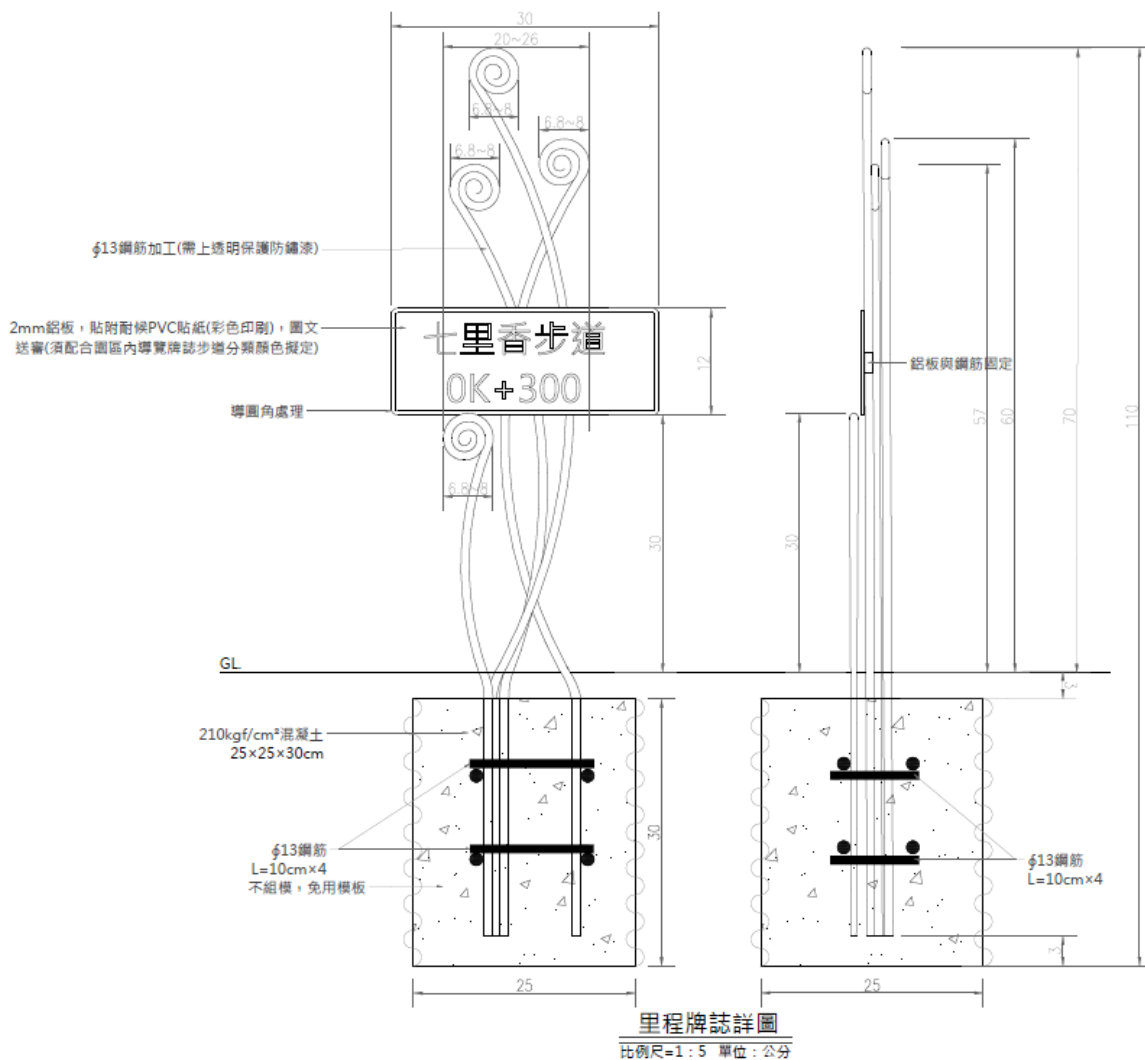 30
20~26
6.8~8
6.8~8
6.8~8
∮13鋼筋加工(需上透明保護防鏽漆)
2mm鋁板，貼附耐候PVC貼紙(彩色印刷)，圖文
送審(須配合園區內導覽牌誌步道分類顏色擬定)
七里香步道
0K+300
12
導圓角處理
6.8~8
30
鋁板與鋼筋固定
30
57
60
70
110
GL.
3
210kgf/cm²混凝土
25×25×30cm
∮13鋼筋
L=10cm×4
不組模，免用模板
30
25
∮13鋼筋
L=10cm×4
3
25
里程牌誌詳圖
比例尺=1：5 單位：公分